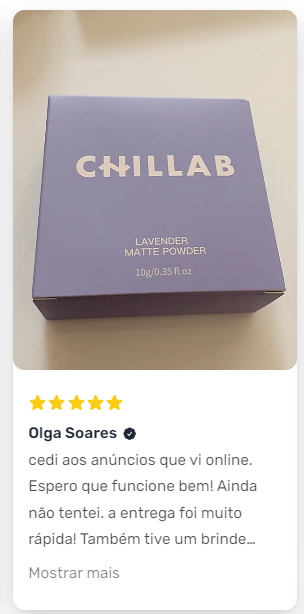 CHILLAB
LAVENDER
MATTE POWDER
10g/0.35 fl.oz
Olga Soares
cedi aos anúncios que vi online.
Espero que funcione bem! Ainda
não tentei. a entrega foi muito
rápida! Também tive um brinde...
Mostrar mais